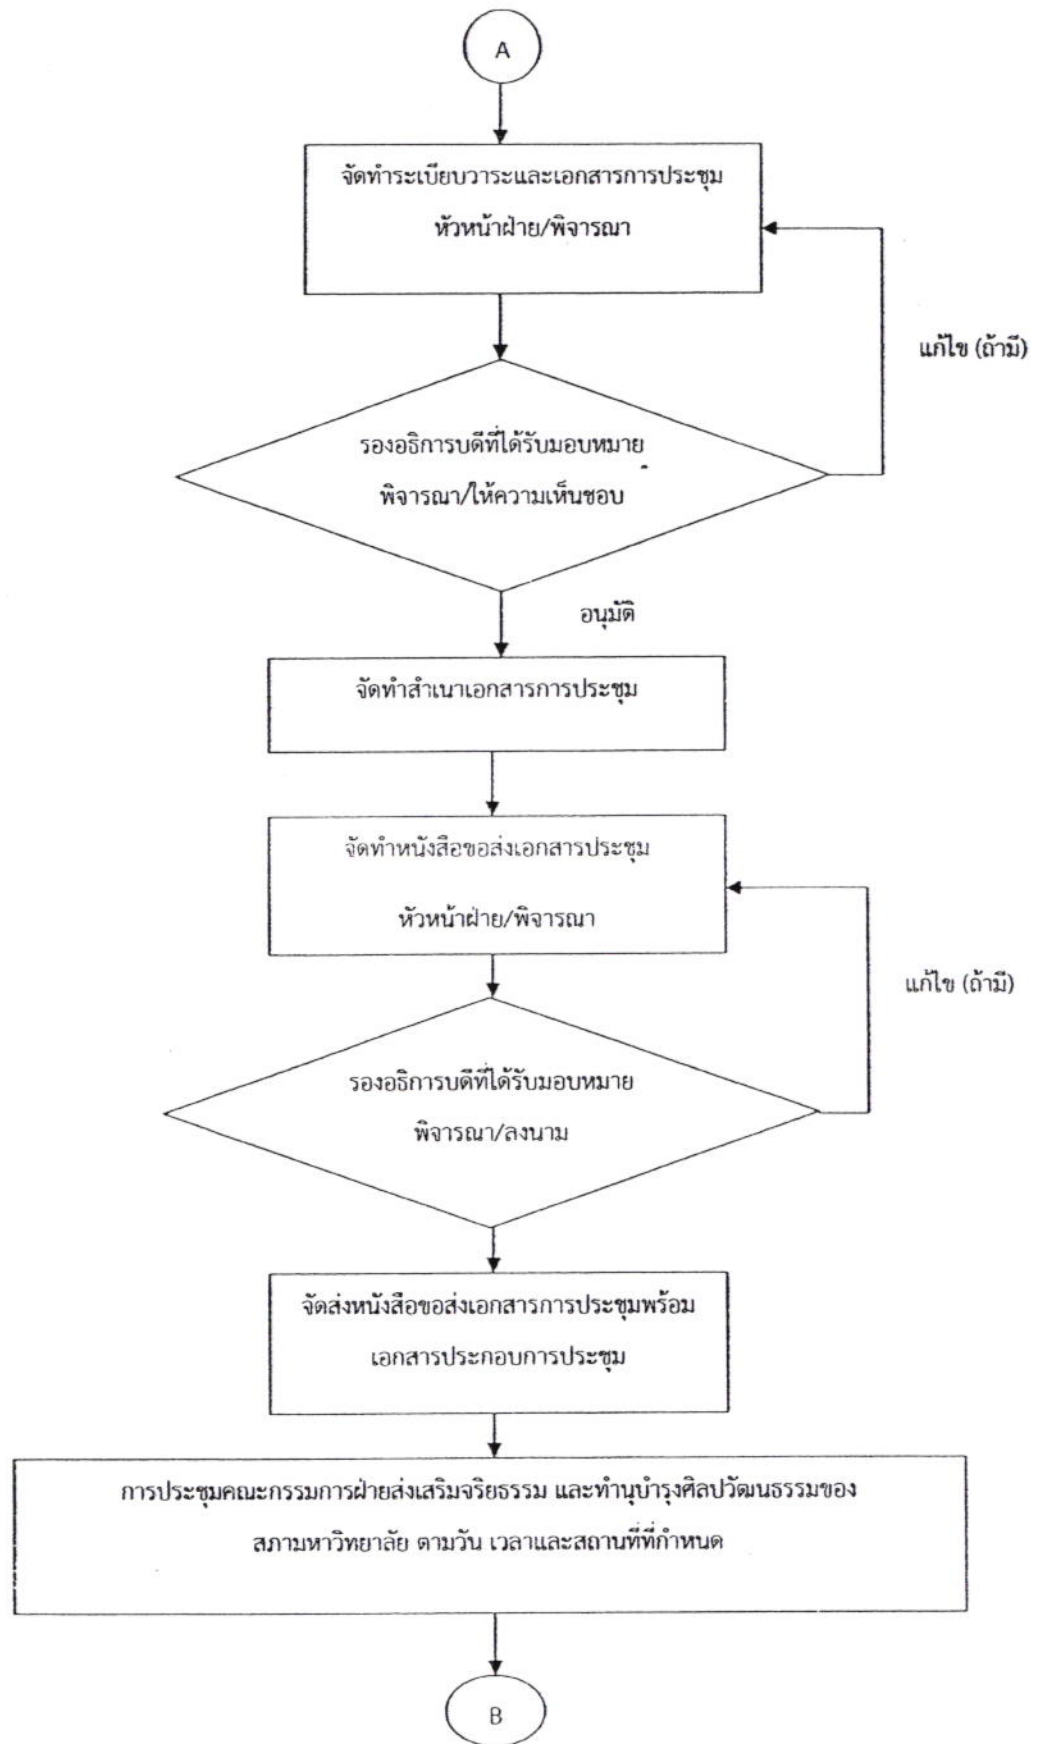 A
จัดทำระเบียบวาระและเอกสารการประชุม
หัวหน้าฝ่าย/พิจารณา
แก้ไข (ถ้ามี)
รองอธิการบดีที่ได้รับมอบหมาย
พิจารณา/ให้ความเห็นชอบ
อนุมัติ
จัดทำสำเนาเอกสารการประชุม
จัดทำหนังสือขอส่งเอกสารประชุม
หัวหน้าฝ่าย/พิจารณา
แก้ไข (ถ้ามี)
รองอธิการบดีที่ได้รับมอบหมาย
พิจารณา/ลงนาม
จัดส่งหนังสือขอส่งเอกสารการประชุมพร้อม
เอกสารประกอบการประชุม
การประชุมคณะกรรมการฝ่ายส่งเสริมจริยธรรม และทำนุบำรุงศิลปวัฒนธรรมของ
สภามหาวิทยาลัย ตามวัน เวลาและสถานที่ที่กำหนด
B